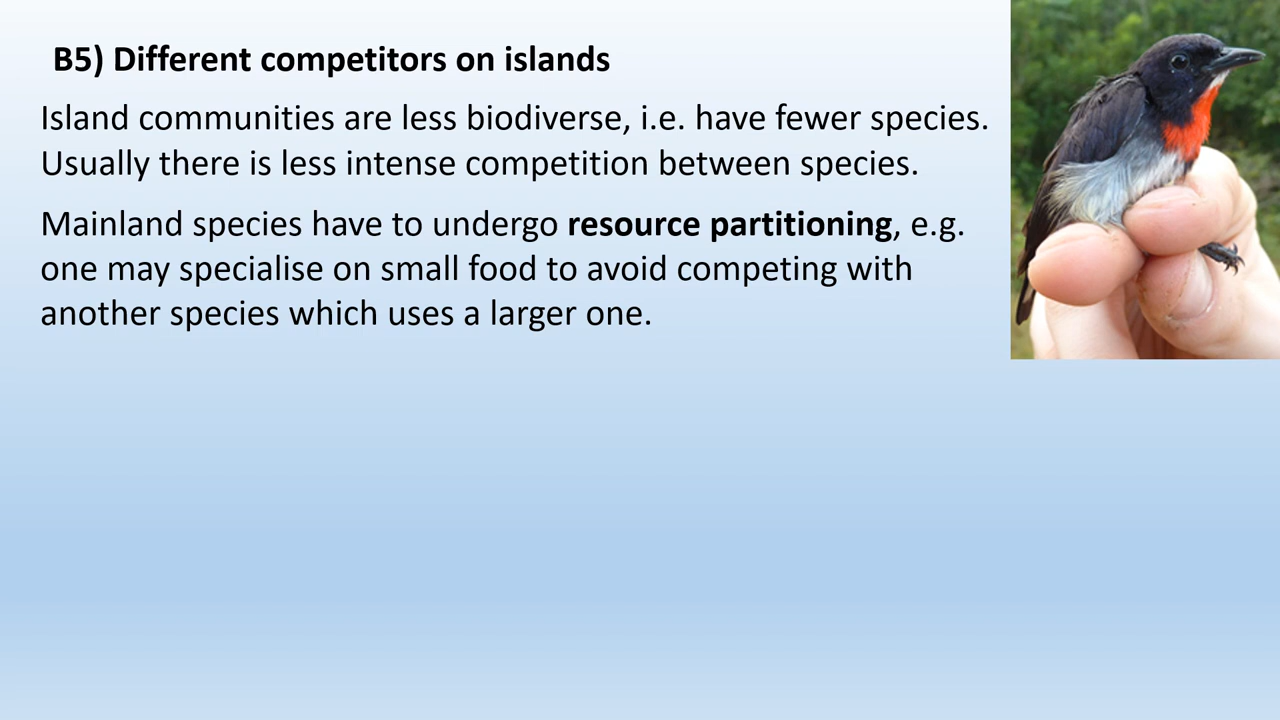 B5) Different competitors on islands
Island communities are less biodiverse, i.e. have fewer species.
Usually there is less intense competition between species.
Mainland species have to undergo resource partitioning, e.g.
one may specialise on small food to avoid competing with
another species which uses a larger one.